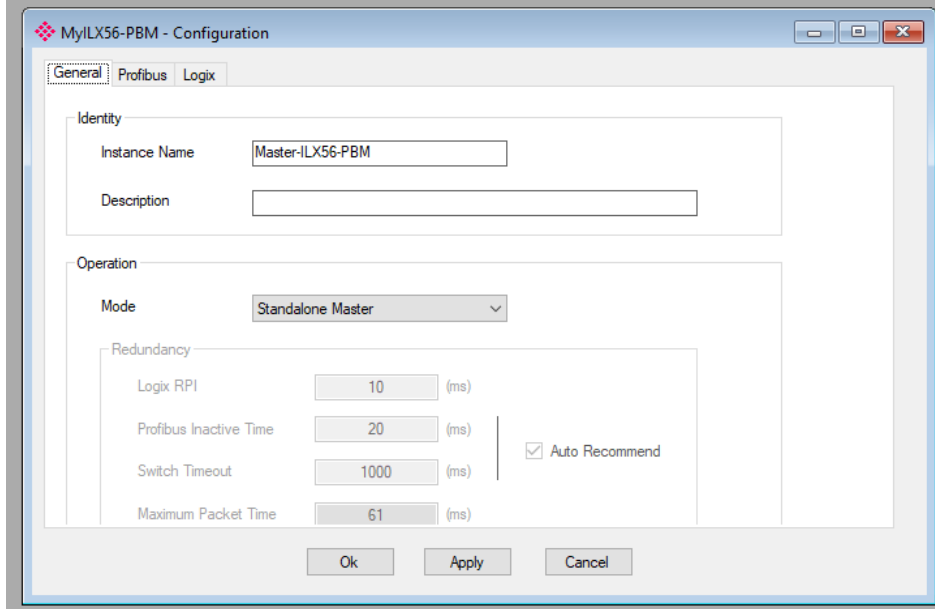 MyILX56-PBM - Configuration
General Profibus Logix
Identity
Instance Name Master-ILX56-PBM
Description
Operation
Mode Standalone Master
Redundancy
Logix RPI 10 (ms)
Profibus Inactive Time 20 (ms)
Auto Recommend
Switch Timeout 1000 (ms)
Maximum Packet Time 61 (ms)
Ok Apply Cancel